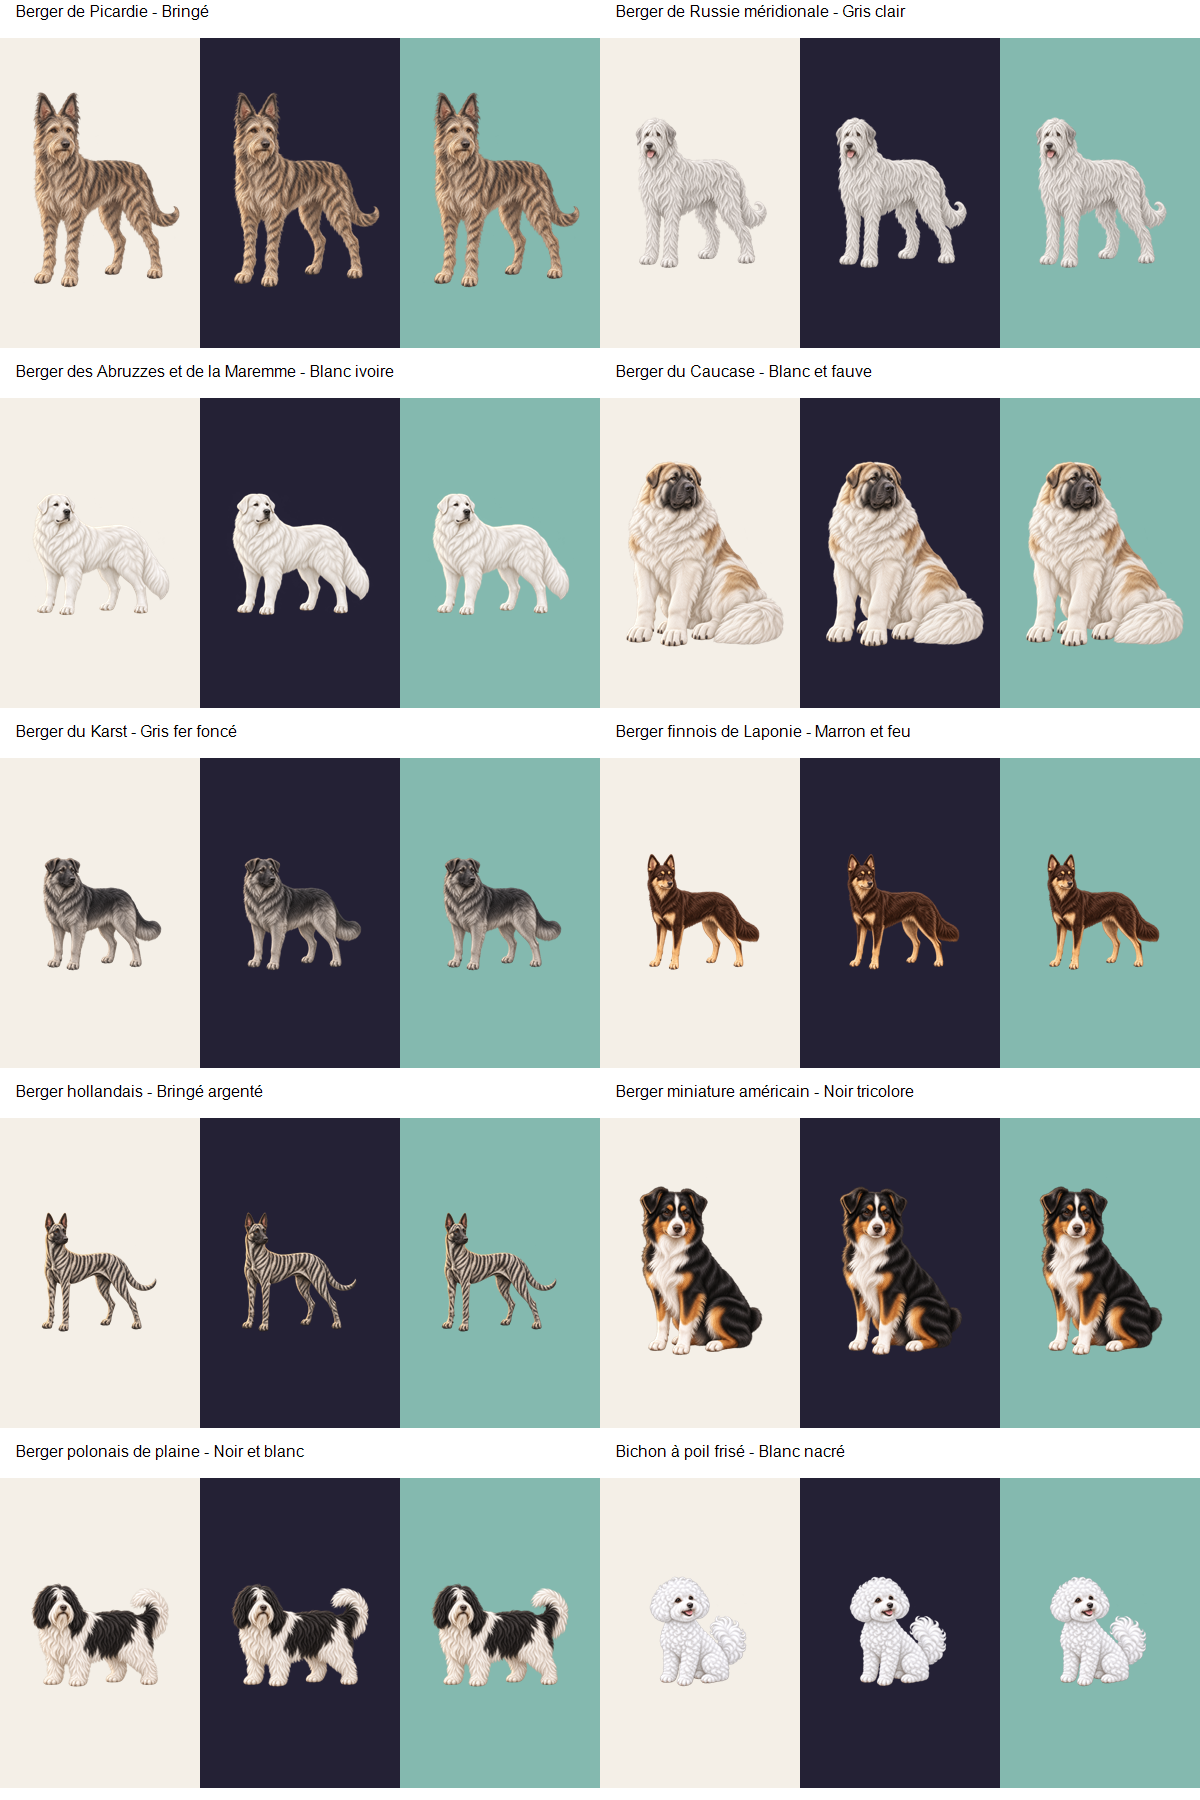 Berger de Picardie - Bringé
Berger de Russie méridionale - Gris clair
Berger des Abruzzes et de la Maremme - Blanc ivoire
Berger du Caucase - Blanc et fauve
Berger du Karst - Gris fer foncé
Berger finnois de Laponie - Marron et feu
Berger hollandais - Bringé argenté
Berger miniature américain - Noir tricolore
Berger polonais de plaine - Noir et blanc
Bichon à poil frisé - Blanc nacré